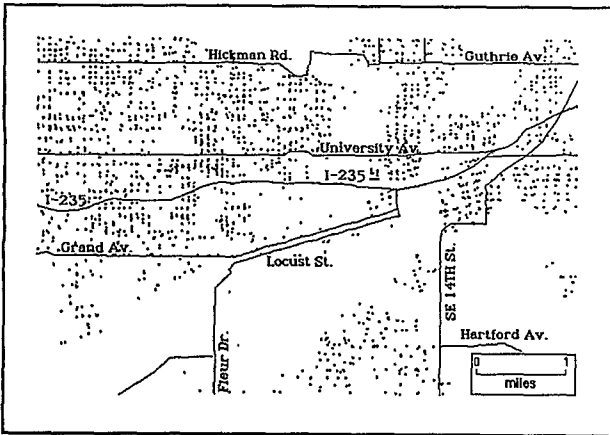 Hickman Rd.
Guthrie Av.
University Av.
I-235
I-235
Grand Av.
Locust St.
SE 14TH St.
Fleur Dr.
Hartford Av.
0 1
miles